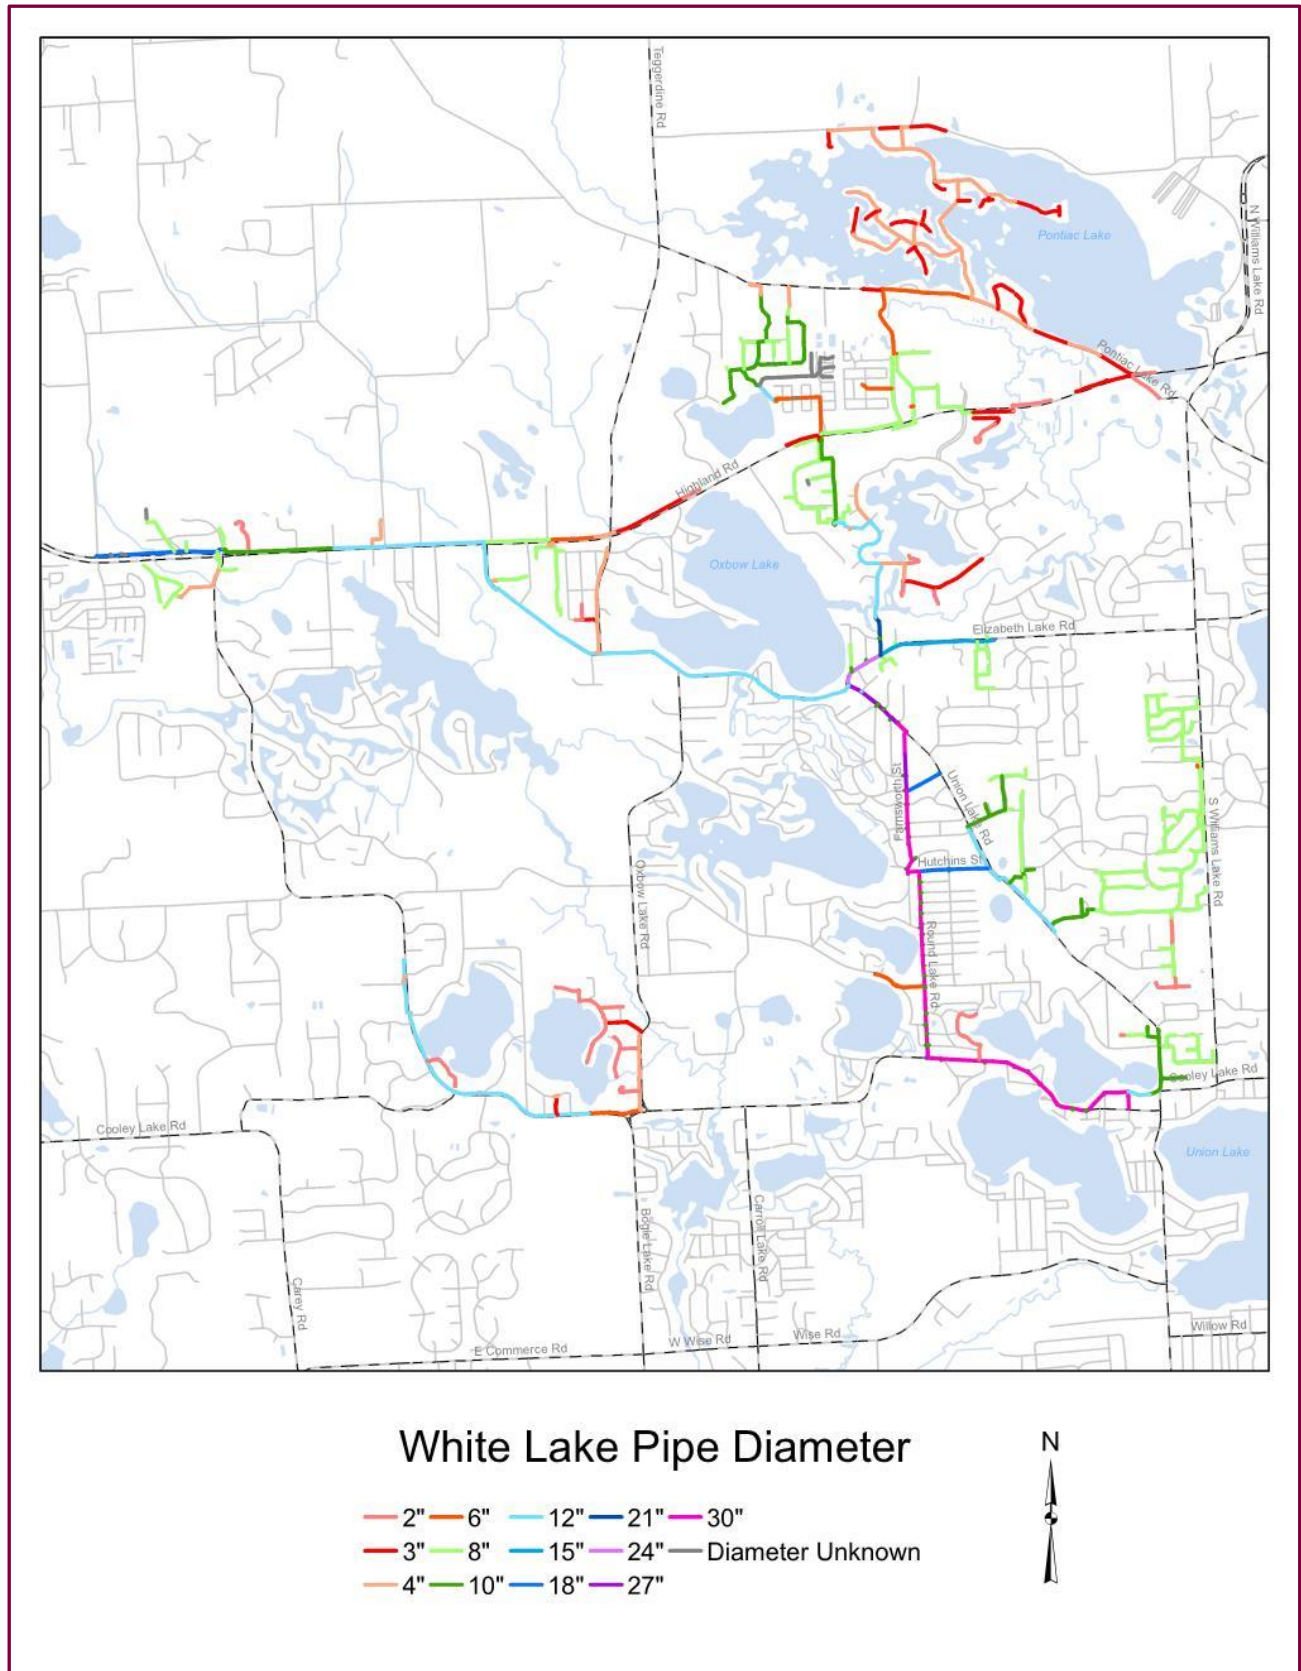 Teggerdine Rd
N Williams Lake Rd
Pontiac Lake
Pontiac Lake Rd
Highland Rd
Oxbow Lake
Elizabeth Lake Rd
Farnsworth St
Union Lake Rd
S Williams Lake Rd
Hutchins St
Oxbow Lake Rd
Round Lake Rd
Cooley Lake Rd
Cooley Lake Rd
Union Lake
Bogie Lake Rd
Carroll Lake Rd
Carey Rd
Willow Rd
W Wise Rd
Wise Rd
E Commerce Rd
White Lake Pipe Diameter
N
2" 6" 12" 21" 30"
3" 8" 15" 24" Diameter Unknown
4" 10" 18" 27"